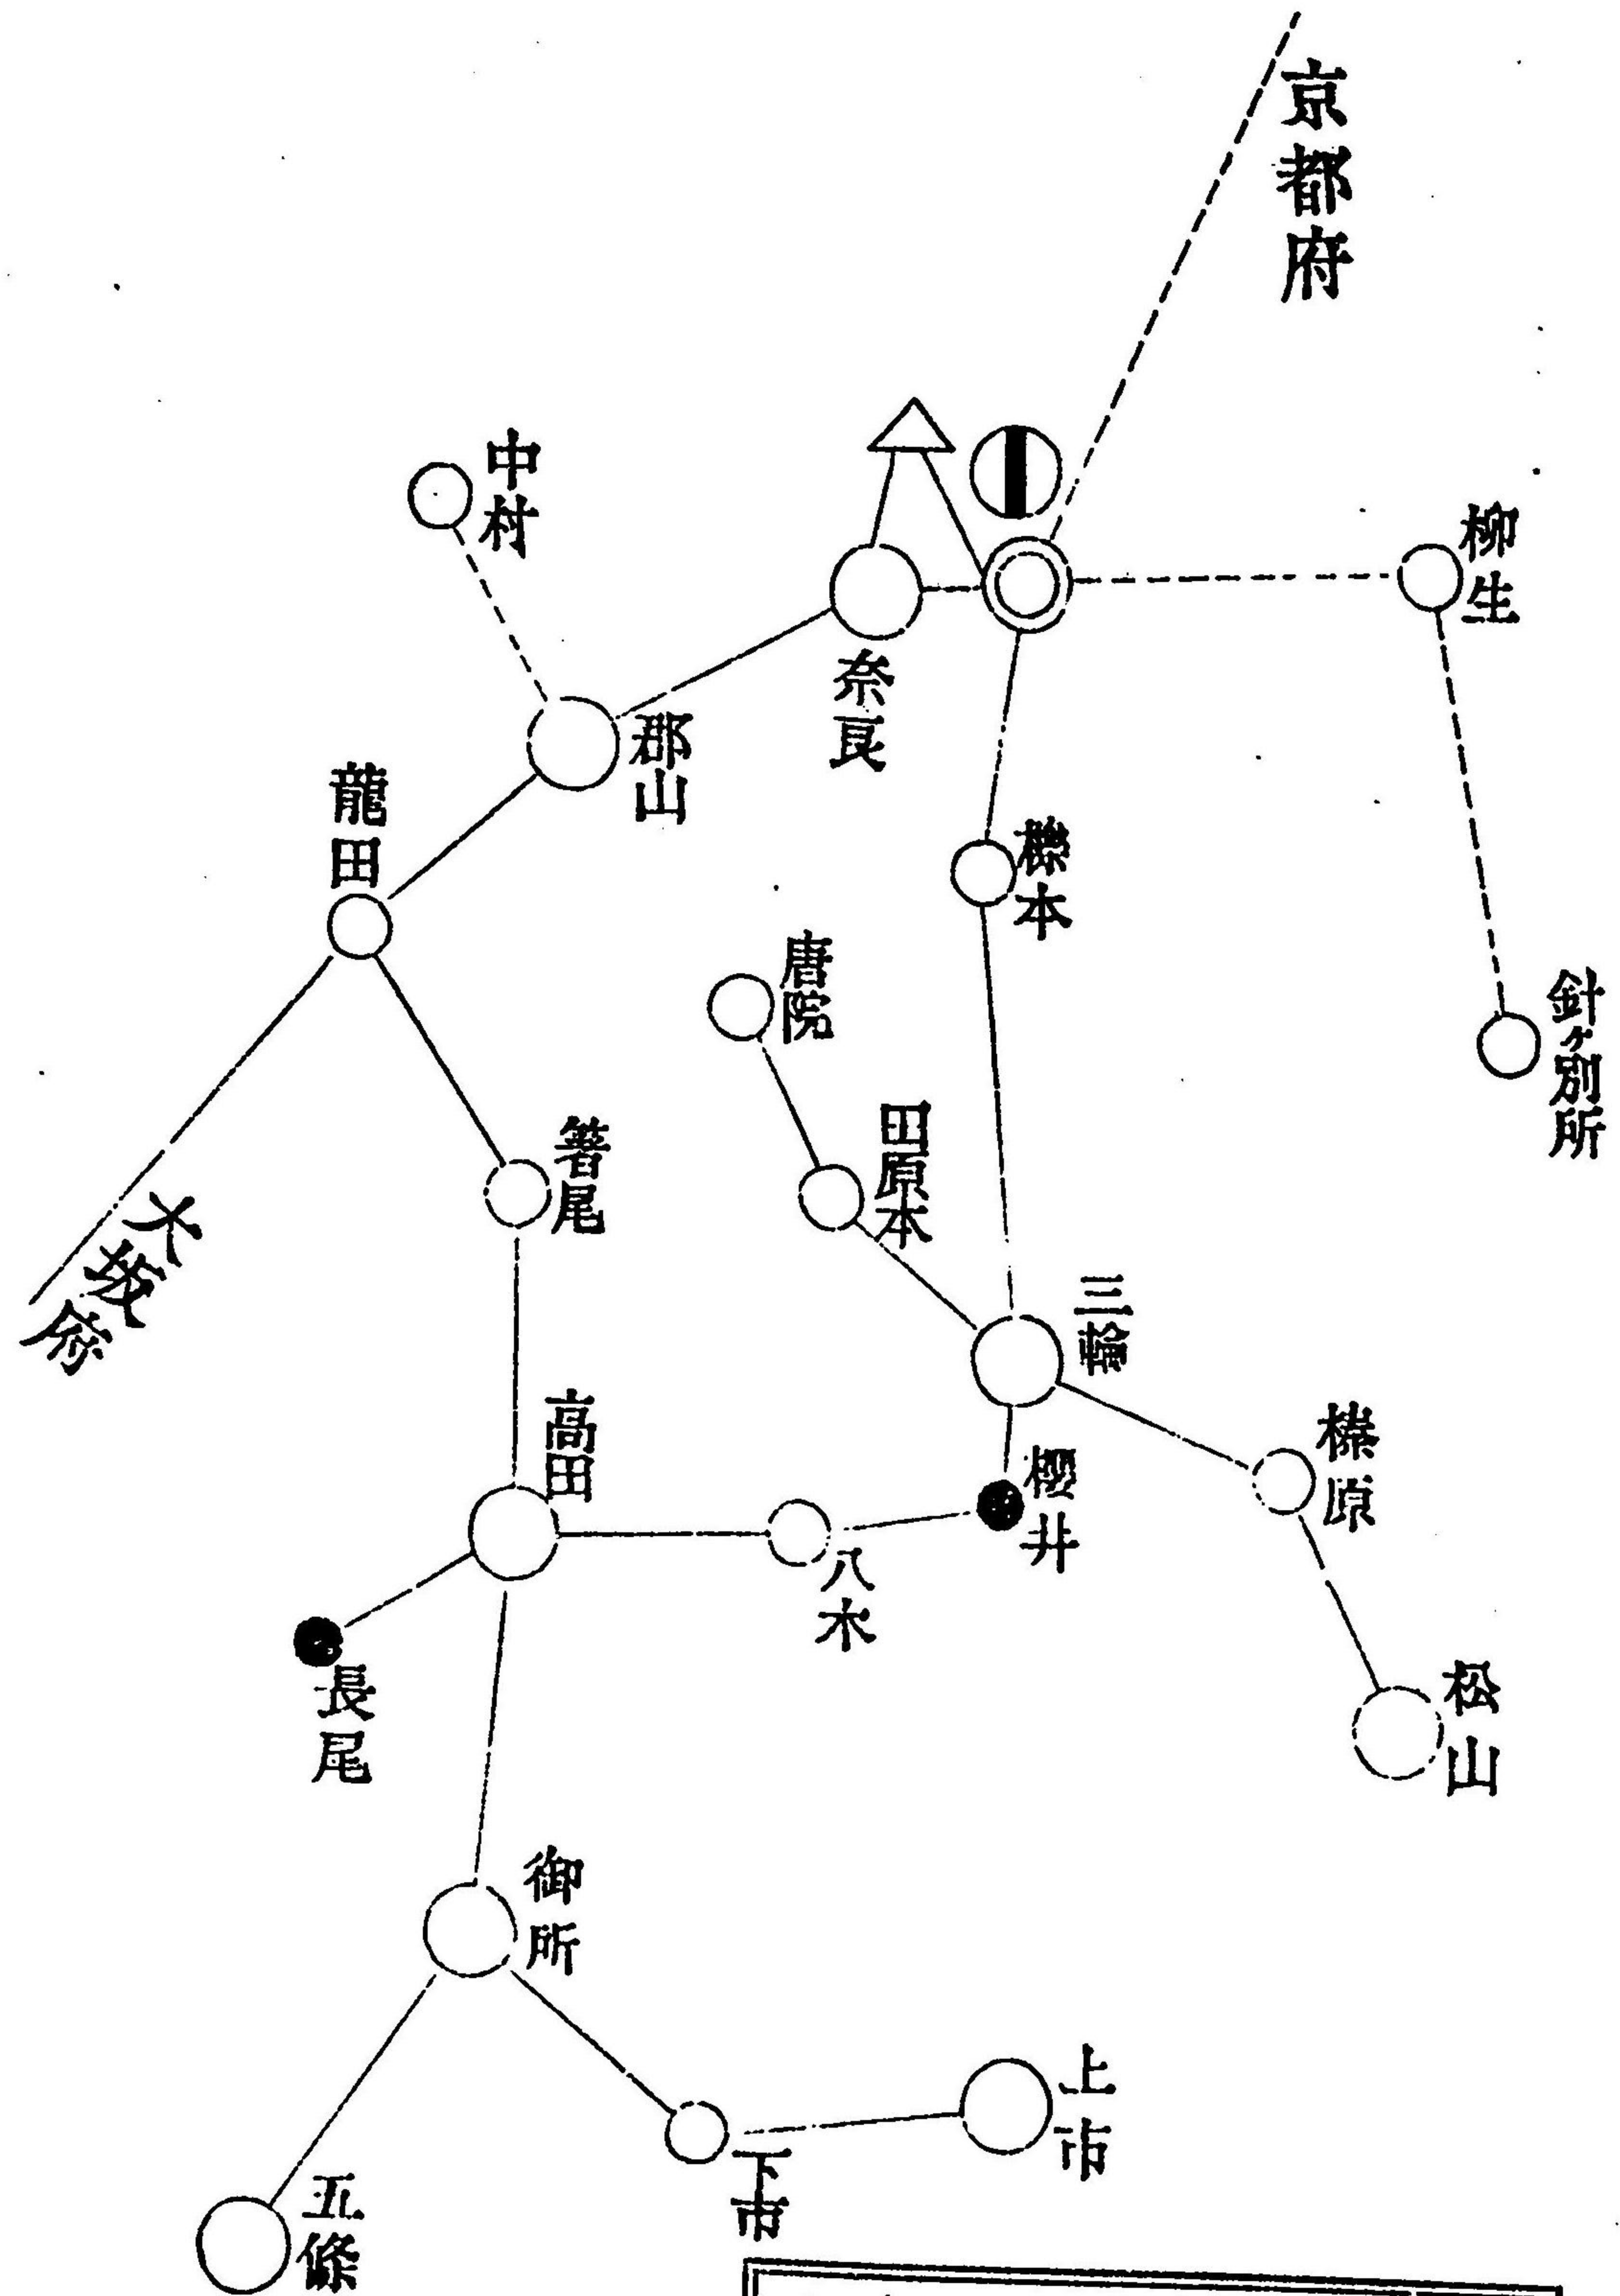 京都府
中村
柳生
奈良
郡山
龍田
櫟本
唐院
針ヶ別所
田原本
箸尾
大阪府
三輪
高田
榛原
櫻井
八木
長尾
松山
御所
上市
下市
五條